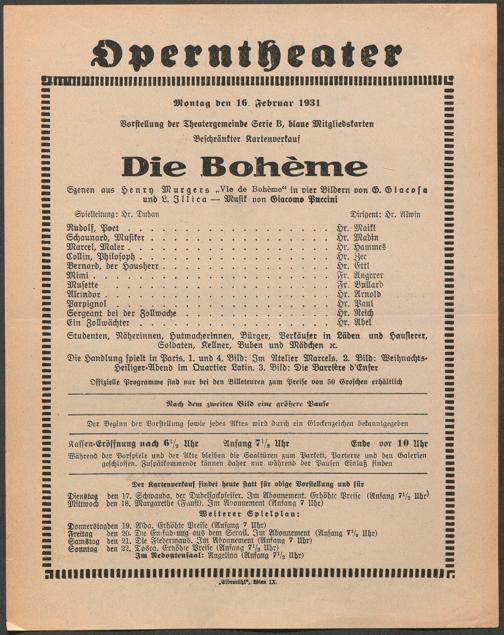 Operntheater
Montag den 16. Februar 1931
Vorstellung der Theatergemeinde Serie B, blaue Mitgliedskarten
Beschränkter Kartenverkauf
Die Bohème
Szenen aus Henry Murgers „Vie de Bohème“ in vier Bildern von G. Giacosa
und L. Illica — Musik von Giacomo Puccini
Spielleitung: Hr. Duhan Dirigent: Hr. Alwin
Rudolf, Poet Hr. Maikl
Schaunard, Musiker Hr. Madin
Marcel, Maler Hr. Hammes
Collin, Philosoph Hr. Zec
Bernard, der Hausherr Hr. Ettl
Mimi Fr. Angerer
Musette Fr. Bullard
Alcindor Hr. Arnold
Parpignol Hr. Paul
Sergeant bei der Zollwache Hr. Reich
Ein Zollwächter Hr. Abel
Studenten, Näherinnen, Hutmacherinnen, Bürger, Verkäufer in Läden und Hausierer,
Soldaten, Kellner, Buben und Mädchen ꝛc.
Die Handlung spielt in Paris. 1. und 4. Bild: Im Atelier Marcels. 2. Bild: Weihnachts-
Heiliger-Abend im Quartier Latin. 3. Bild: Die Barrière d'Enfer
Offizielle Programme sind nur bei den Billeteuren zum Preise von 50 Groschen erhältlich
Nach dem zweiten Bild eine größere Pause
Der Beginn der Vorstellung sowie jedes Aktes wird durch ein Glockenzeichen bekanntgegeben
Kassen-Eröffnung nach 6½ Uhr Anfang 7½ Uhr Ende vor 10 Uhr
Während der Vorspiele und der Akte bleiben die Saaltüren zum Parkett, Parterre und den Galerien
geschlossen. Zuspätkommende können daher nur während der Pausen Einlaß finden
Der Kartenverkauf findet heute statt für obige Vorstellung und für
Dienstag den 17. Schwanda, der Dudelsackpfeifer. Im Abonnement. Erhöhte Preise (Anfang 7½ Uhr)
Mittwoch den 18. Margarethe (Faust). Im Abonnement (Anfang 7 Uhr)
Weiterer Spielplan:
Donnerstag den 19. Aida. Erhöhte Preise (Anfang 7 Uhr)
Freitag den 20. Die Entführung aus dem Serail. Im Abonnement (Anfang 7½ Uhr)
Samstag den 21. Die Fledermaus. Im Abonnement (Anfang 7 Uhr)
Sonntag den 22. Tosca. Erhöhte Preise (Anfang 7½ Uhr)
Im Redoutensaal: Angelina (Anfang 7½ Uhr)
„Elbemühl“, Wien IX.